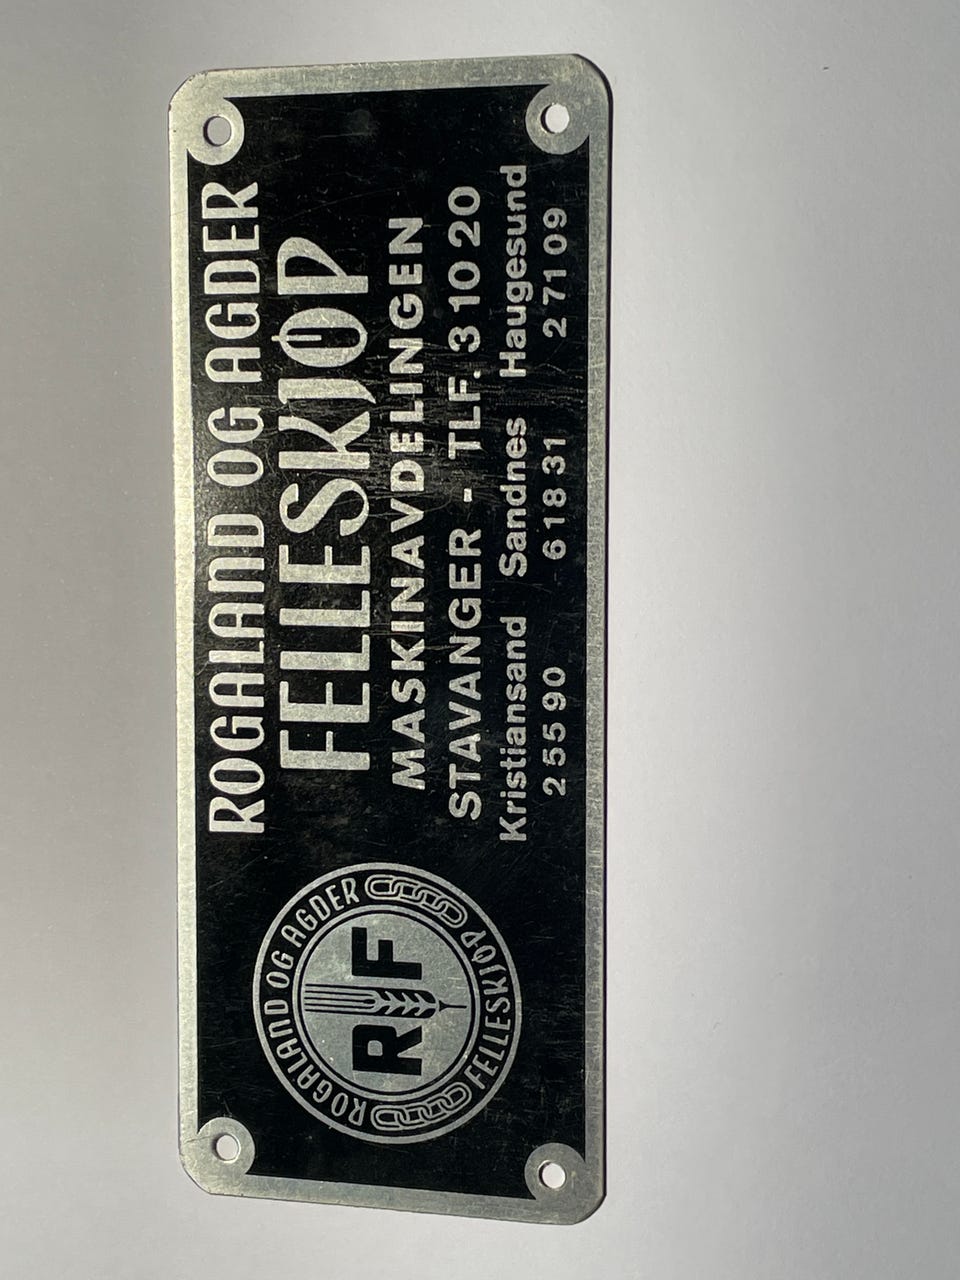 ROGALAND OG AGDER
FELLESKJØP
MASKINAVDELINGEN
STAVANGER - TLF. 3 10 20
Kristiansand Sandnes Haugesund
2 55 90 6 18 31 2 71 09
ROGALAND OG AGDER
R F
FELLESKJØP